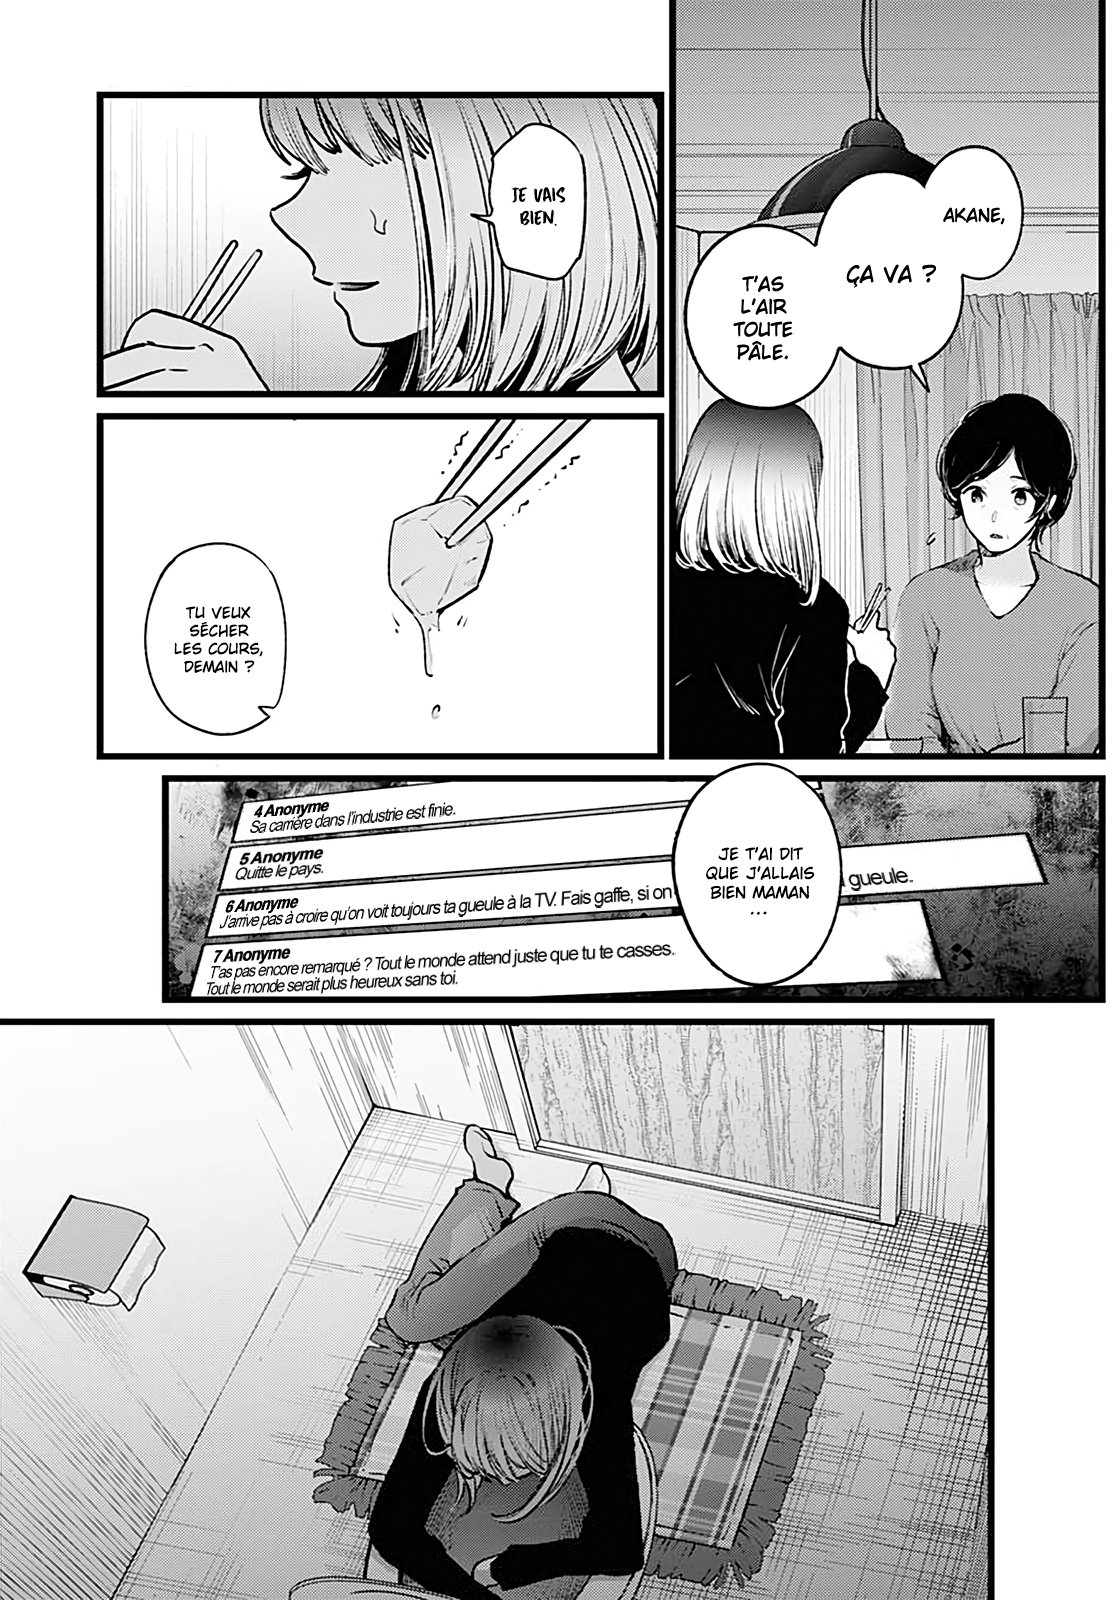 AKANE,
ÇA VA ?
T'AS
L'AIR
TOUTE
PÂLE.
JE VAIS
BIEN.
TU VEUX
SÉCHER
LES COURS,
DEMAIN ?
4 Anonyme
Sa carrière dans l'industrie est finie.
5 Anonyme
Quitte le pays.
6 Anonyme
J'arrive pas à croire qu'on voit toujours ta gueule à la TV. Fais gaffe, si on gueule.
7 Anonyme
T'as pas encore remarqué ? Tout le monde attend juste que tu te casses.
Tout le monde serait plus heureux sans toi.
JE T'AI DIT
QUE J'ALLAIS
BIEN MAMAN
...